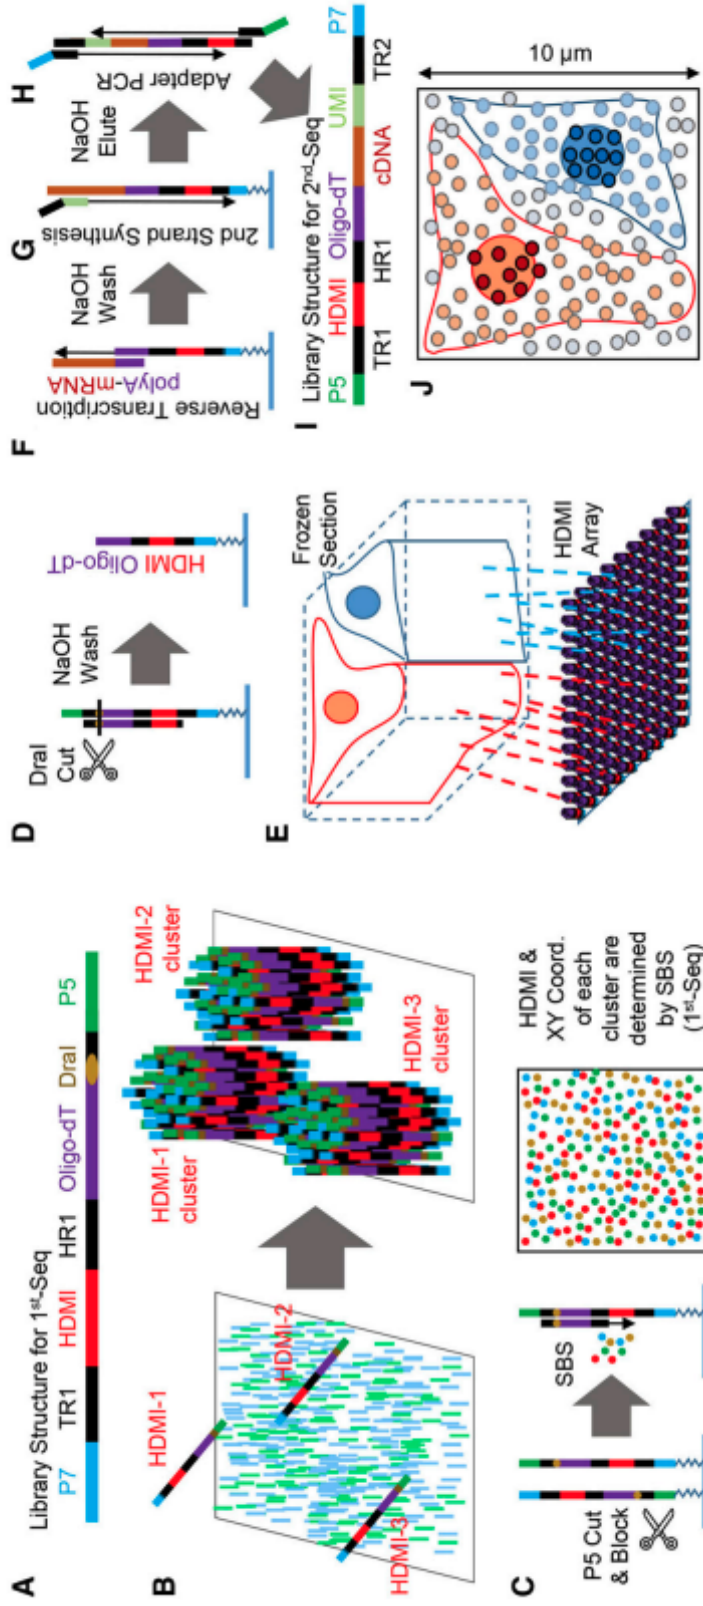 A
Library Structure for 1st-Seq
P7 TR1 HDMI HR1 Oligo-dT DraI P5
B
HDMI-1
HDMI-2
HDMI-3
HDMI-1
cluster
HDMI-2
cluster
HDMI-3
cluster
C
P5 Cut
& Block
SBS
HDMI &
XY Coord.
of each
cluster are
determined
by SBS
(1st-Seq)
D
DraI
Cut
NaOH
Wash
HDMI Oligo-dT
E
Frozen
Section
HDMI
Array
F
Reverse Transcription
polyA-mRNA
NaOH
Wash
G
2nd Strand Synthesis
NaOH
Elute
H
Adapter PCR
I
Library Structure for 2nd-Seq
P5 HDMI Oligo-dT UMI P7
TR1 HR1 cDNA TR2
J
10 µm